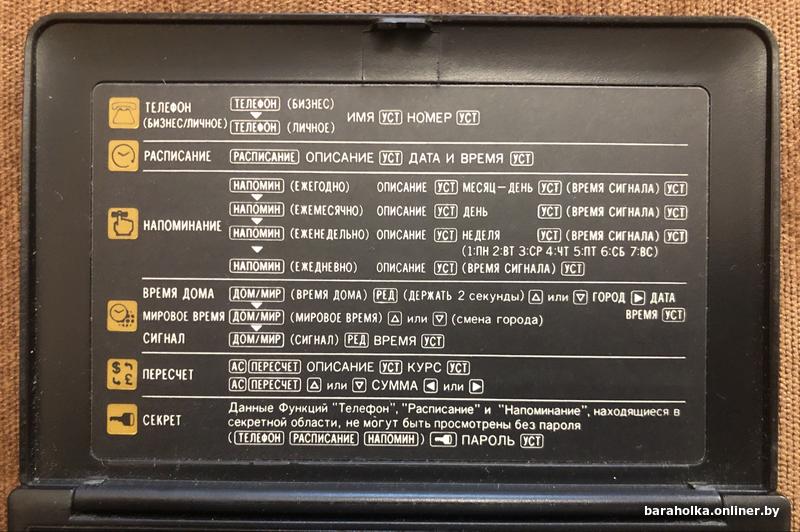 ТЕЛЕФОН (БИЗНЕС/ЛИЧНОЕ)
ТЕЛЕФОН (БИЗНЕС)
ТЕЛЕФОН (ЛИЧНОЕ)
ИМЯ УСТ НОМЕР УСТ
РАСПИСАНИЕ РАСПИСАНИЕ ОПИСАНИЕ УСТ ДАТА И ВРЕМЯ УСТ
НАПОМИНАНИЕ
НАПОМИН (ЕЖЕГОДНО) ОПИСАНИЕ УСТ МЕСЯЦ–ДЕНЬ УСТ (ВРЕМЯ СИГНАЛА) УСТ
НАПОМИН (ЕЖЕМЕСЯЧНО) ОПИСАНИЕ УСТ ДЕНЬ УСТ (ВРЕМЯ СИГНАЛА) УСТ
НАПОМИН (ЕЖЕНЕДЕЛЬНО) ОПИСАНИЕ УСТ НЕДЕЛЯ УСТ (ВРЕМЯ СИГНАЛА) УСТ
(1:ПН 2:ВТ 3:СР 4:ЧТ 5:ПТ 6:СБ 7:ВС)
НАПОМИН (ЕЖЕДНЕВНО) ОПИСАНИЕ УСТ (ВРЕМЯ СИГНАЛА) УСТ
ВРЕМЯ ДОМА ДОМ/МИР (ВРЕМЯ ДОМА) РЕД (ДЕРЖАТЬ 2 секунды) △ или ▽ ГОРОД ▶ ДАТА
ВРЕМЯ УСТ
МИРОВОЕ ВРЕМЯ ДОМ/МИР (МИРОВОЕ ВРЕМЯ) △ или ▽ (смена города)
СИГНАЛ ДОМ/МИР (СИГНАЛ) РЕД ВРЕМЯ УСТ
$ £
ПЕРЕСЧЕТ
АС ПЕРЕСЧЕТ ОПИСАНИЕ УСТ КУРС УСТ
АС ПЕРЕСЧЕТ △ или ▽ СУММА ◀ или ▶
СЕКРЕТ
Данные Функций "Телефон", "Расписание" и "Напоминание", находящиеся в
секретной области, не могут быть просмотрены без пароля
(ТЕЛЕФОН РАСПИСАНИЕ НАПОМИН) ПАРОЛЬ УСТ
baraholka.onliner.by